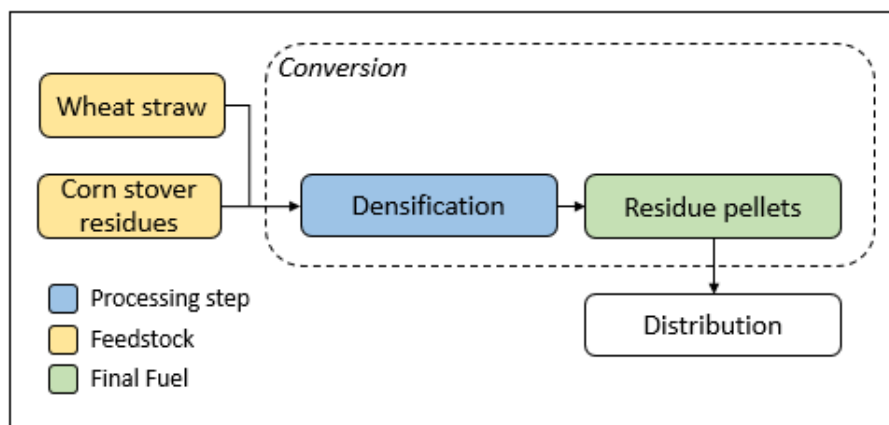 Conversion
Wheat straw
Corn stover
residues
Densification
Residue pellets
Distribution
Processing step
Feedstock
Final Fuel